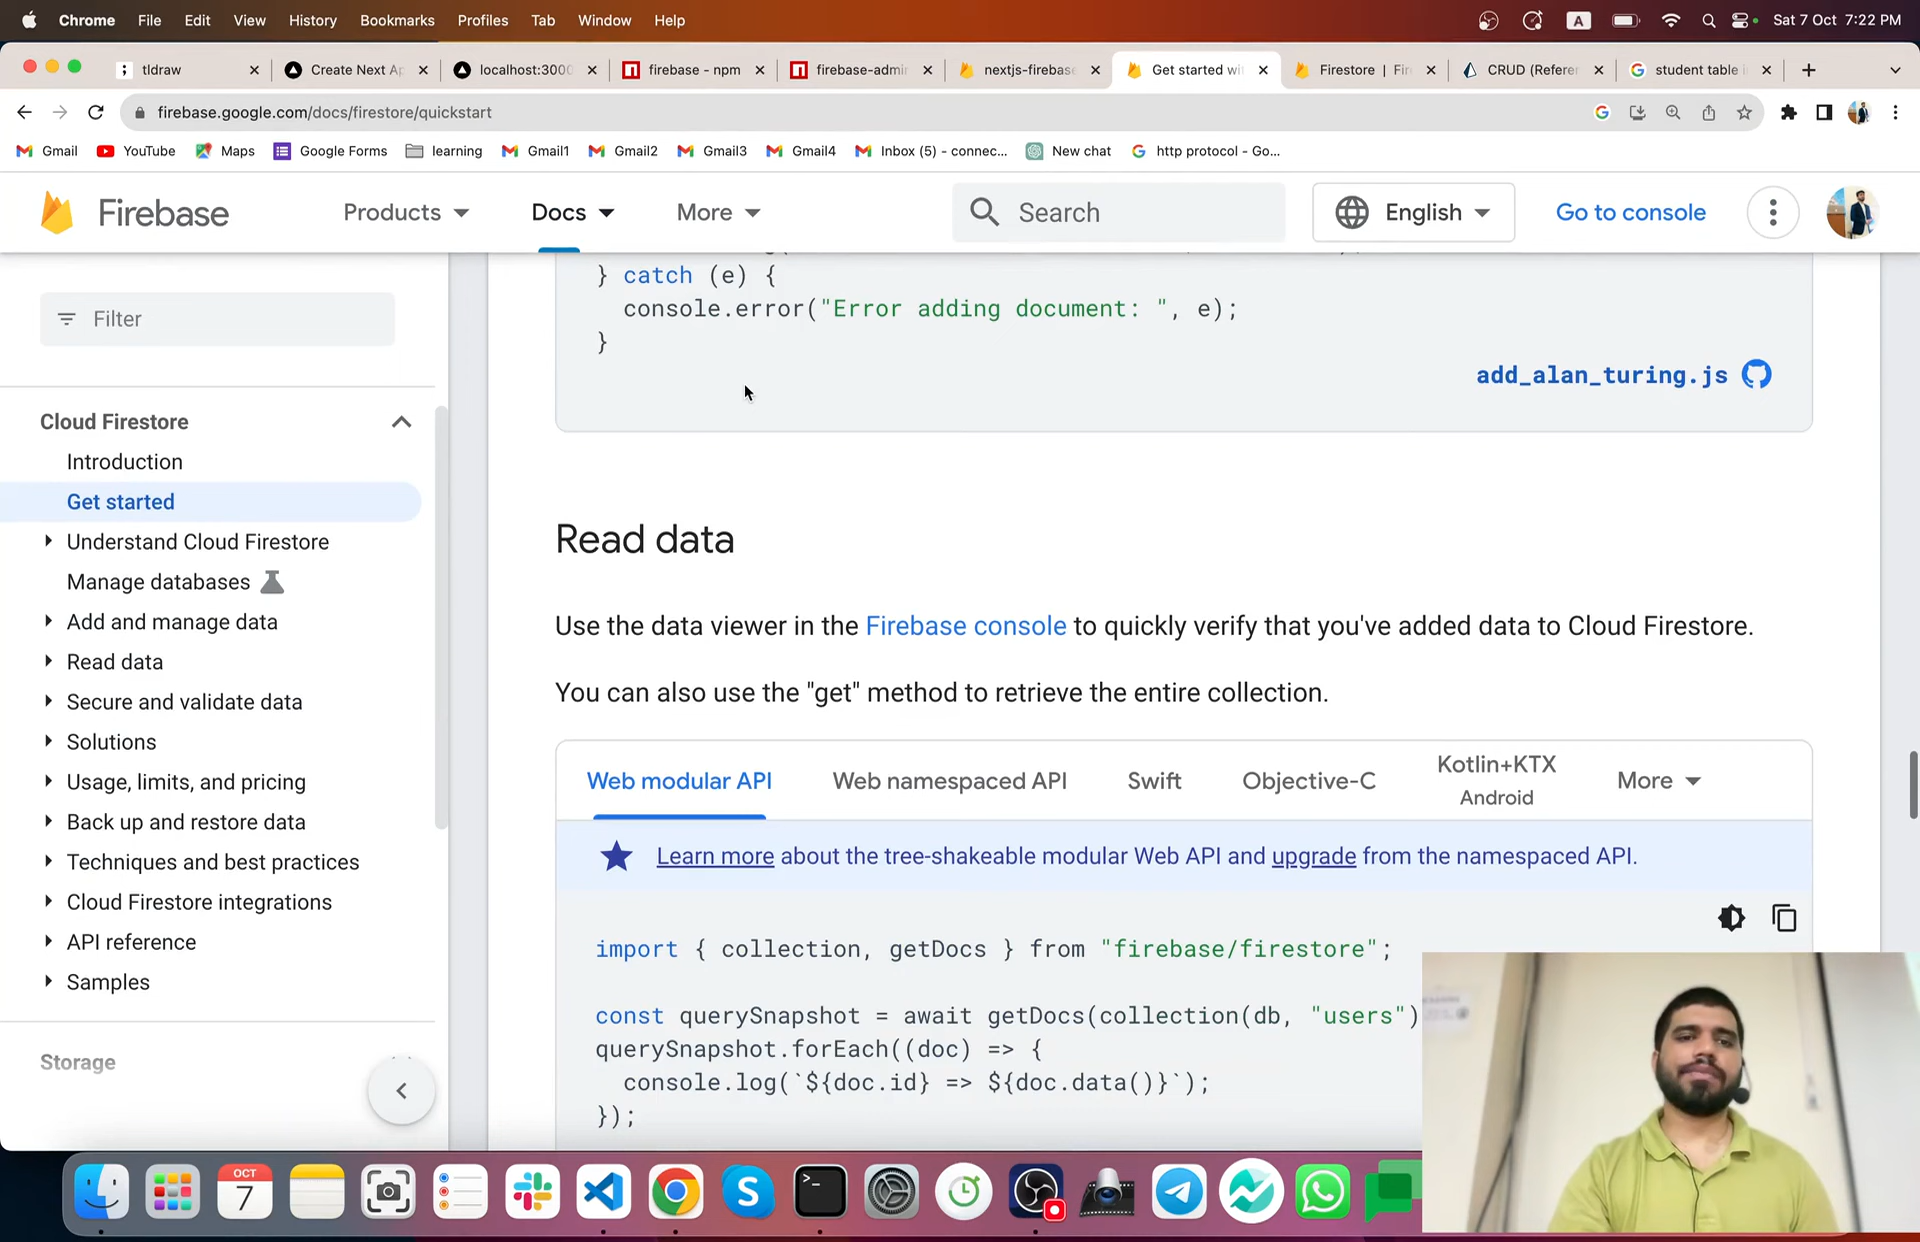 Chrome File Edit View History Bookmarks Profiles Tab Window Help A Sat 7 Oct 7:22 PM
tldraw Create Next Ap localhost:3000 firebase - npm firebase-admi nextjs-firebase Get started wi Firestore | Fir CRUD (Refere student table i
firebase.google.com/docs/firestore/quickstart
Gmail YouTube Maps Google Forms learning Gmail1 Gmail2 Gmail3 Gmail4 Inbox (5) - connec... New chat http protocol - Go...
Firebase Products Docs More Search English Go to console
Filter
Cloud Firestore
Introduction
Get started
Understand Cloud Firestore
Manage databases
Add and manage data
Read data
Secure and validate data
Solutions
Usage, limits, and pricing
Back up and restore data
Techniques and best practices
Cloud Firestore integrations
API reference
Samples
Storage
} catch (e) {
console.error("Error adding document: ", e);
}
add_alan_turing.js
Read data
Use the data viewer in the Firebase console to quickly verify that you've added data to Cloud Firestore.
You can also use the "get" method to retrieve the entire collection.
Web modular API Web namespaced API Swift Objective-C Kotlin+KTX Android More
Learn more about the tree-shakeable modular Web API and upgrade from the namespaced API.
import { collection, getDocs } from "firebase/firestore";
const querySnapshot = await getDocs(collection(db, "users")
querySnapshot.forEach((doc) => {
console.log(`${doc.id} => ${doc.data()}`);
});
OCT
7